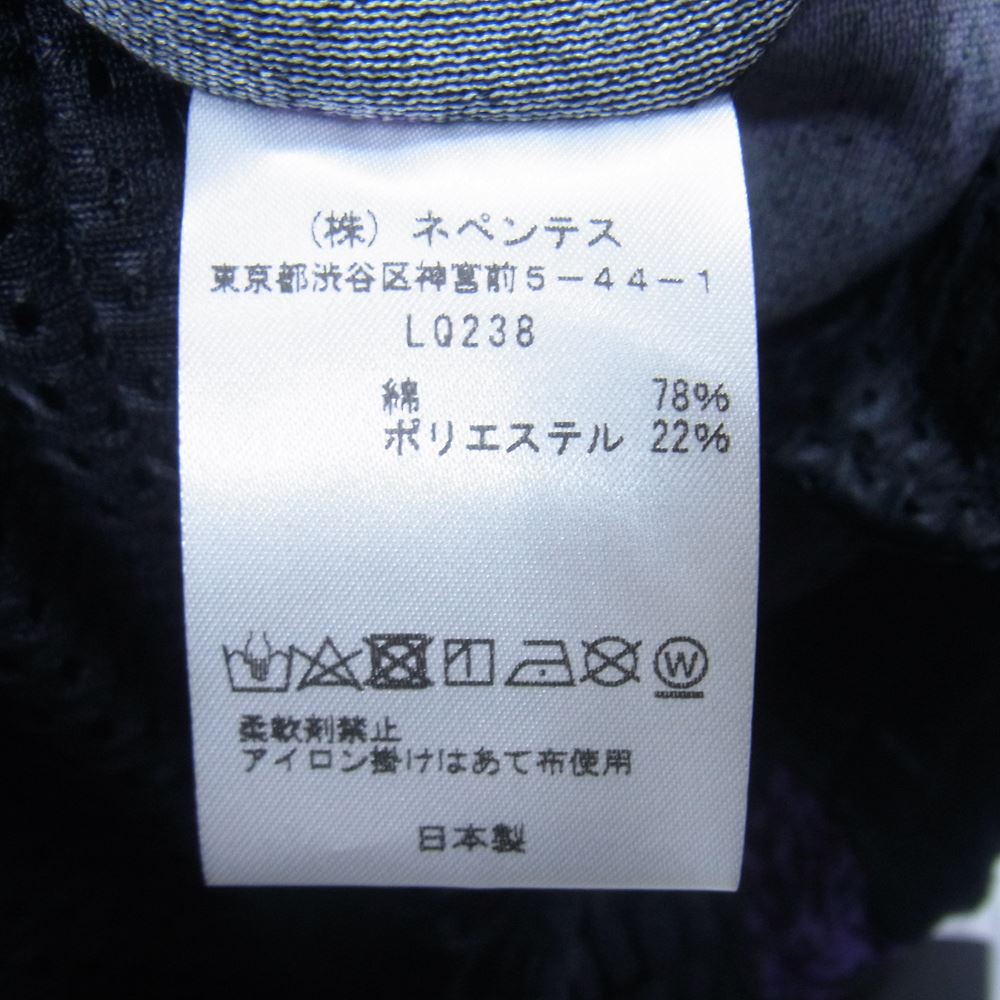 (株) ネペンテス
東京都渋谷区神宮前5-44-1
LQ238
綿 78%
ポリエステル 22%
W
柔軟剤禁止
アイロン掛けはあて布使用
日本製